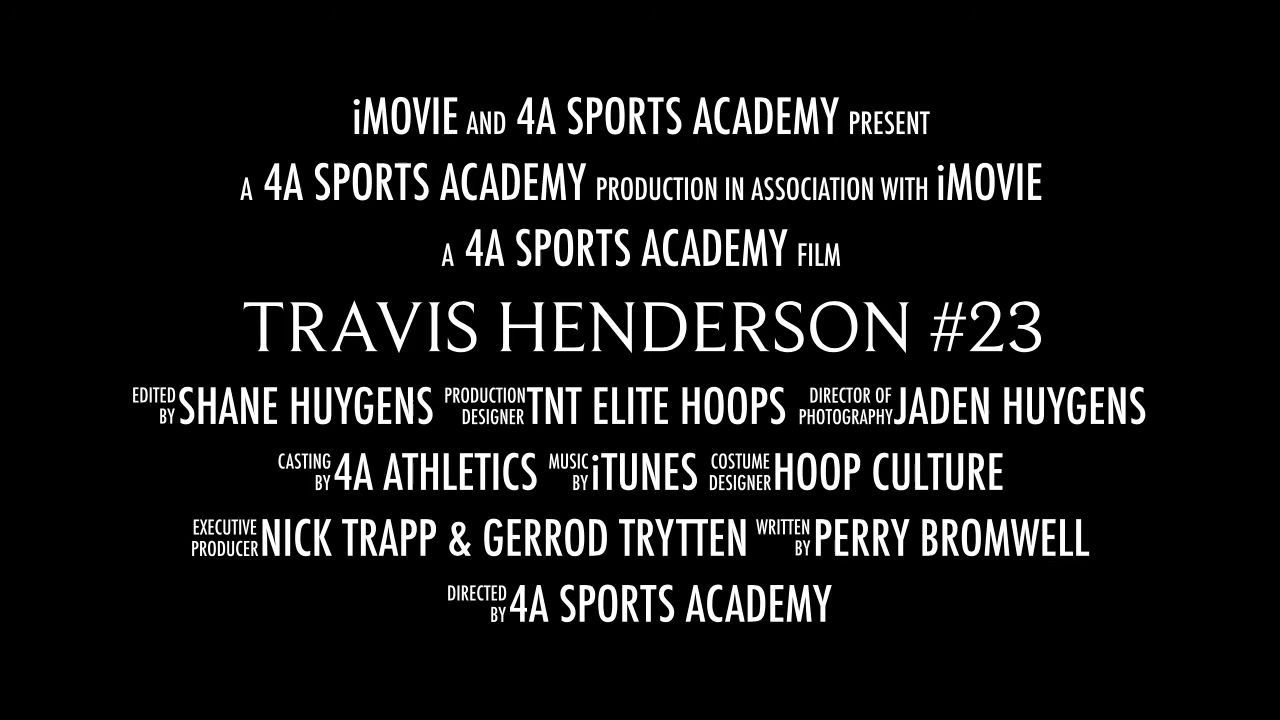 iMOVIE AND 4A SPORTS ACADEMY PRESENT
A 4A SPORTS ACADEMY PRODUCTION IN ASSOCIATION WITH iMOVIE
A 4A SPORTS ACADEMY FILM
TRAVIS HENDERSON #23
EDITED BY SHANE HUYGENS PRODUCTION DESIGNER TNT ELITE HOOPS DIRECTOR OF PHOTOGRAPHY JADEN HUYGENS
CASTING BY 4A ATHLETICS MUSIC BY iTUNES COSTUME DESIGNER HOOP CULTURE
EXECUTIVE PRODUCER NICK TRAPP & GERROD TRYTTEN WRITTEN BY PERRY BROMWELL
DIRECTED BY 4A SPORTS ACADEMY